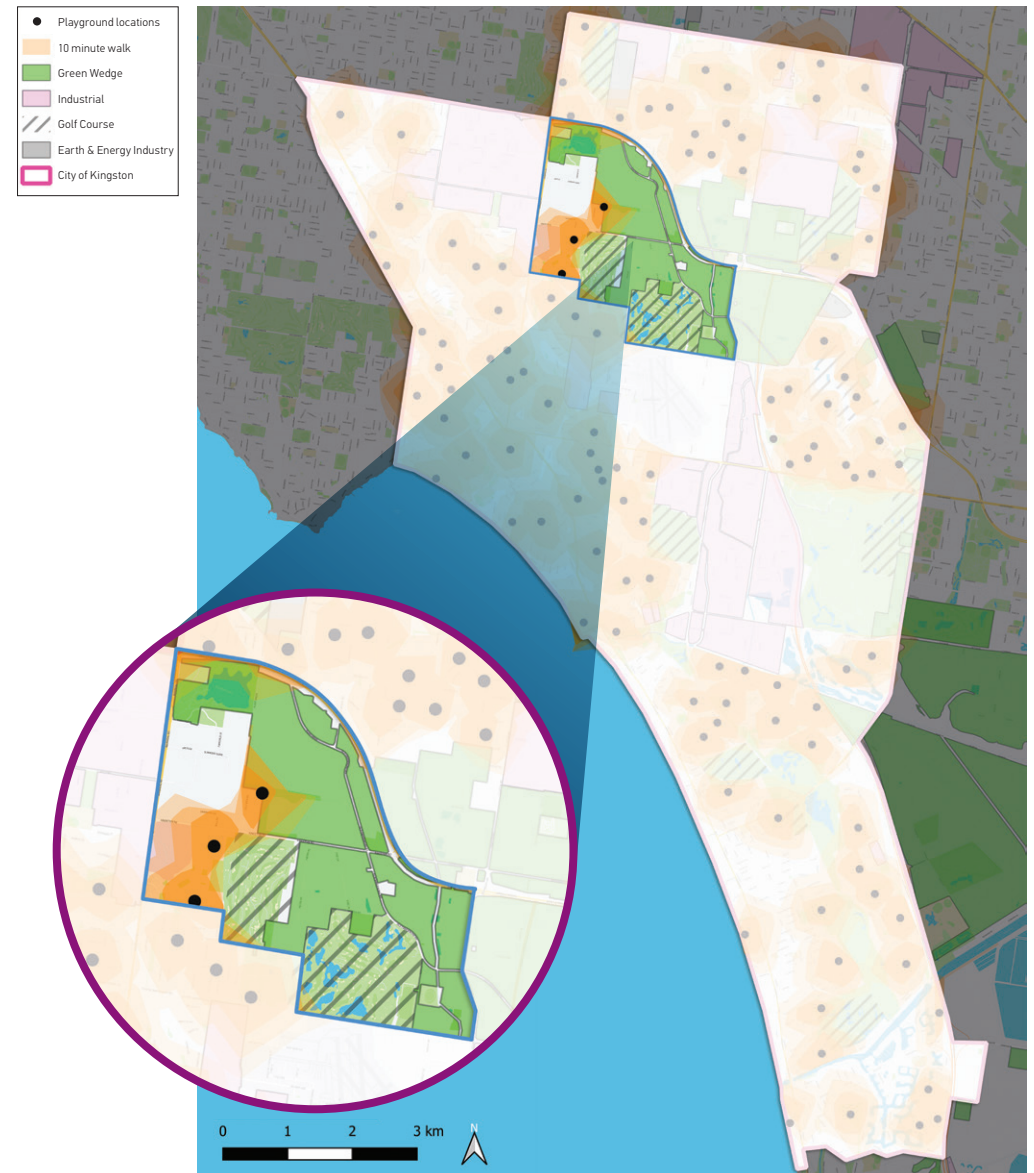 Playground locations
10 minute walk
Green Wedge
Industrial
Golf Course
Earth & Energy Industry
City of Kingston
0 1 2 3 km
N